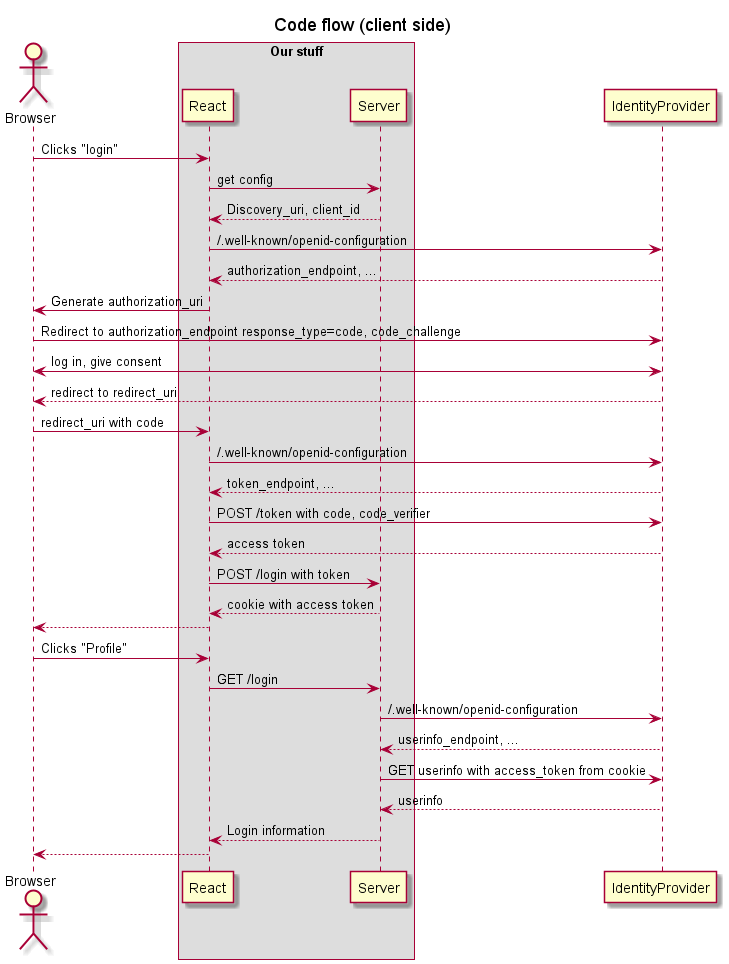 Code flow (client side)
Our stuff
Browser
React
Server
IdentityProvider
Clicks "login"
get config
Discovery_uri, client_id
/.well-known/openid-configuration
authorization_endpoint, ...
Generate authorization_uri
Redirect to authorization_endpoint response_type=code, code_challenge
log in, give consent
redirect to redirect_uri
redirect_uri with code
/.well-known/openid-configuration
token_endpoint, ...
POST /token with code, code_verifier
access token
POST /login with token
cookie with access token
Clicks "Profile"
GET /login
/.well-known/openid-configuration
userinfo_endpoint, ...
GET userinfo with access_token from cookie
userinfo
Login information
Browser
React
Server
IdentityProvider